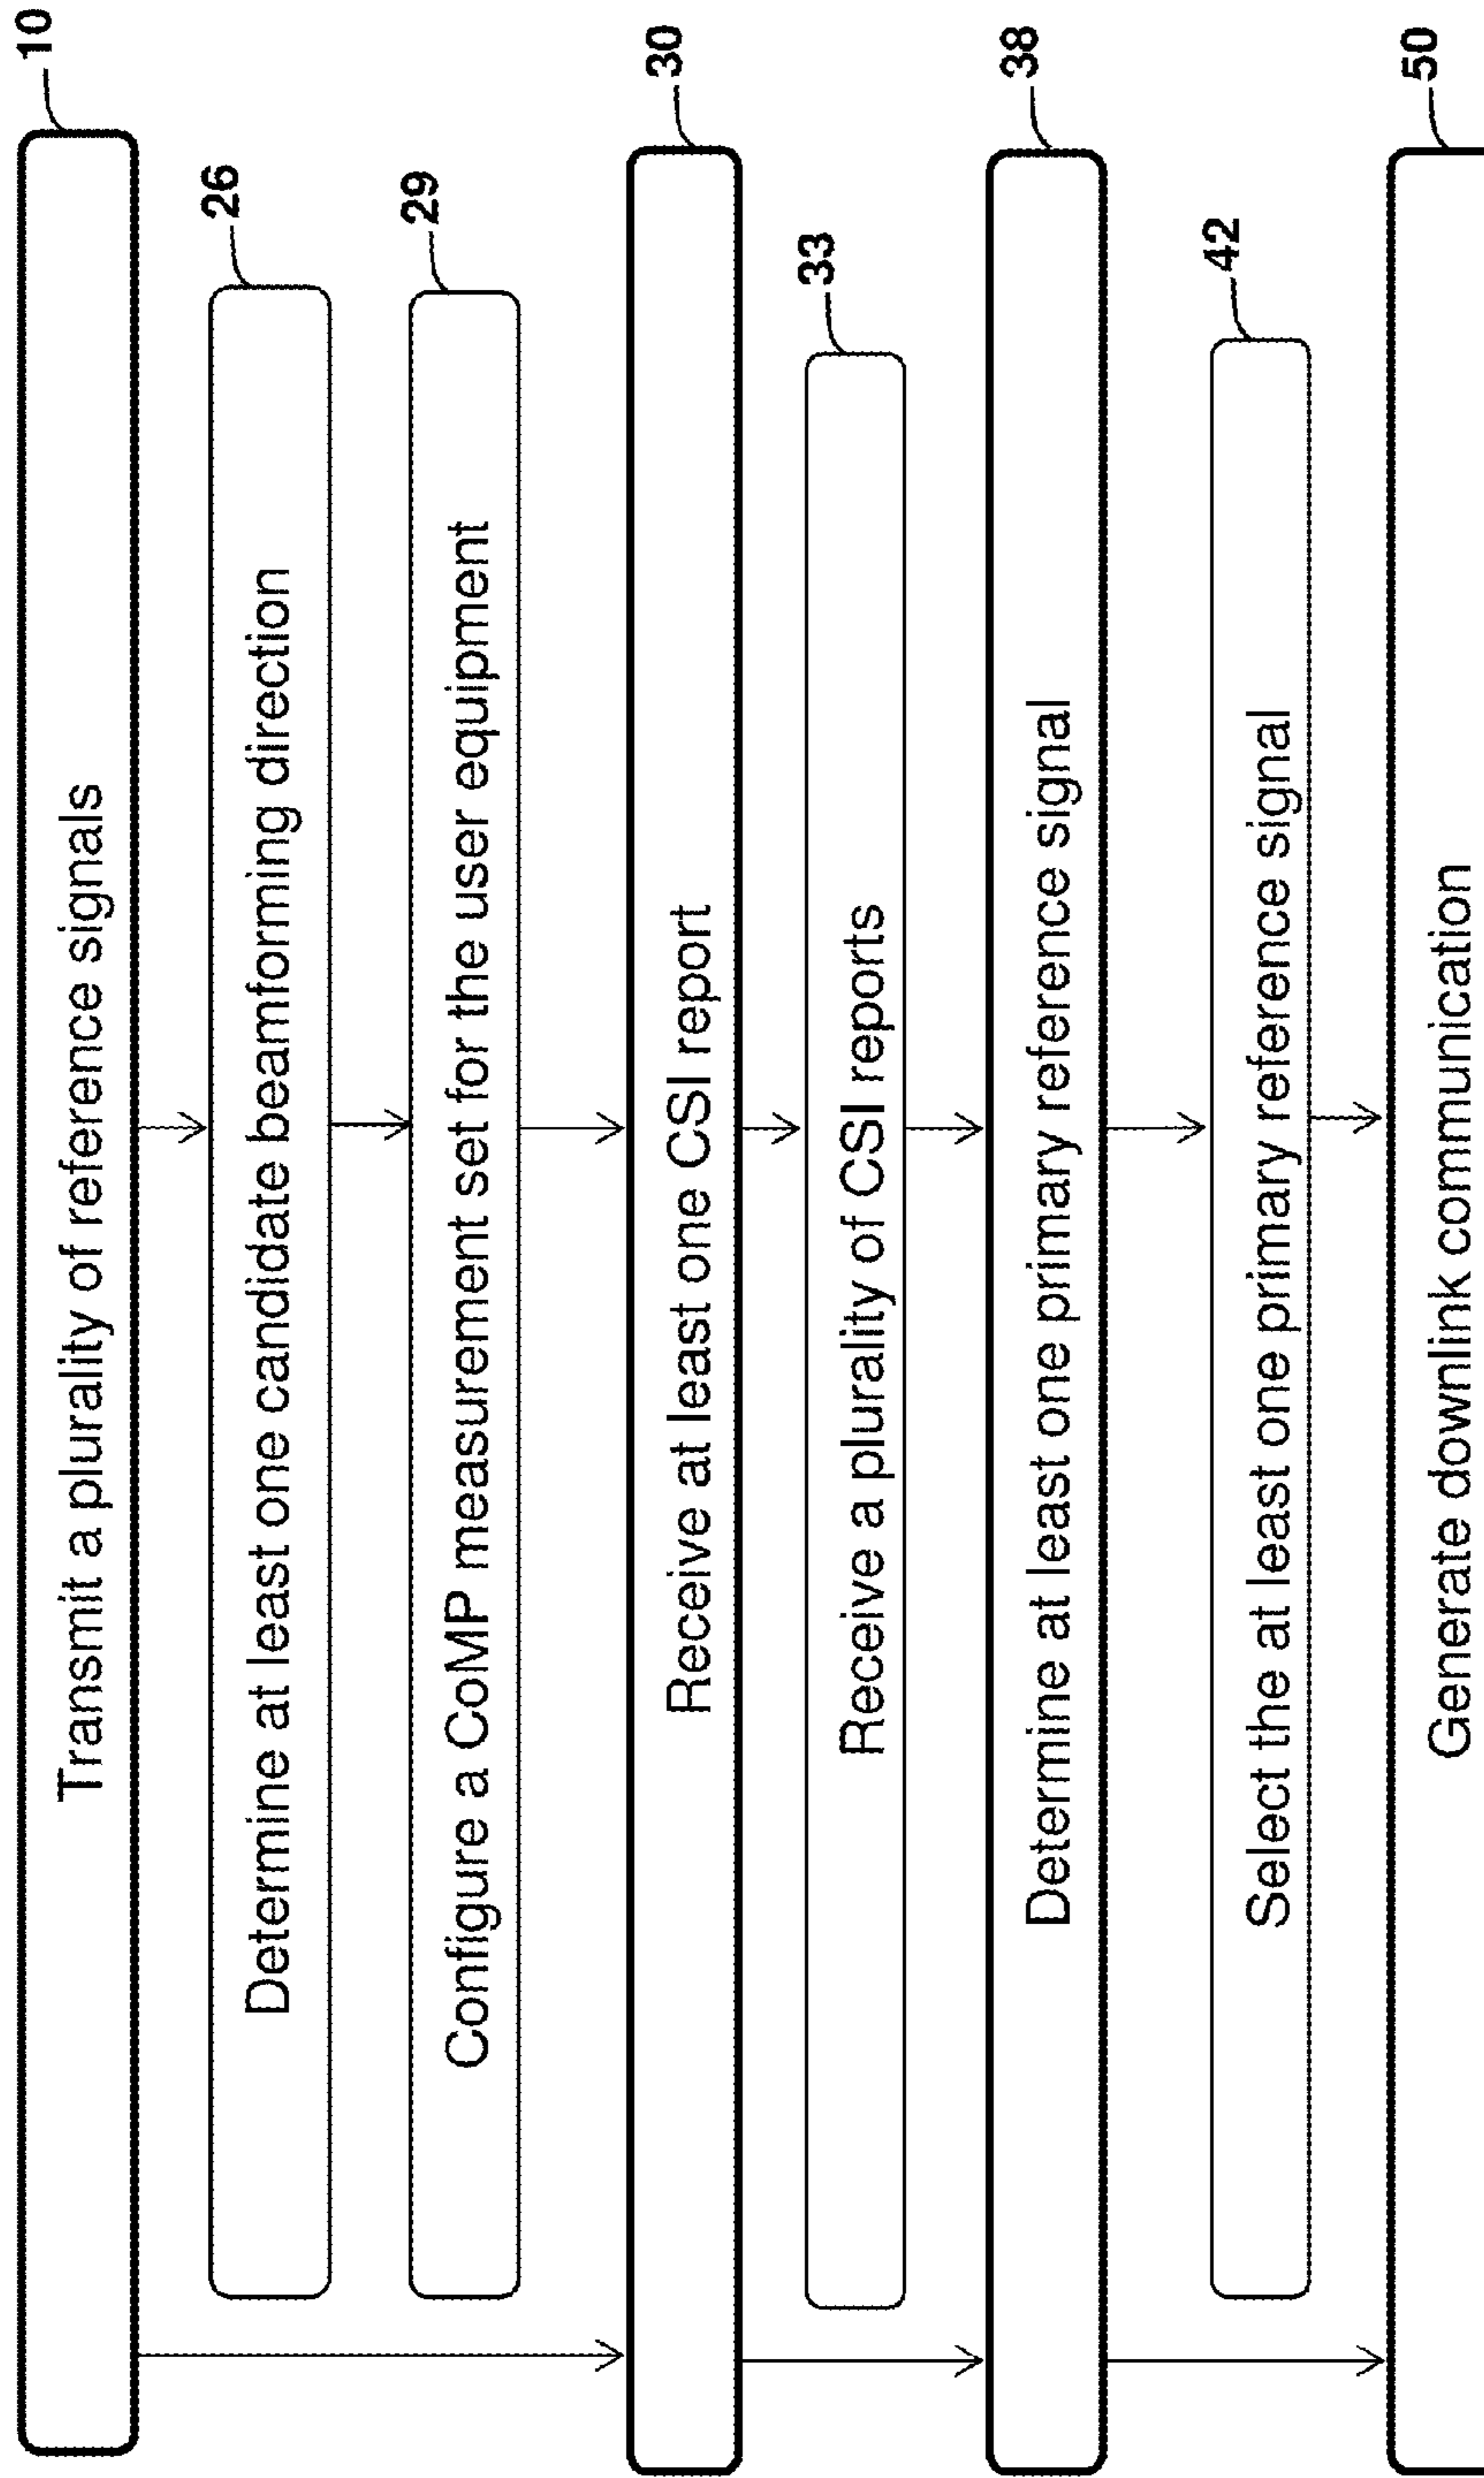 10
Transmit a plurality of reference signals
26
Determine at least one candidate beamforming direction
29
Configure a CoMP measurement set for the user equipment
30
Receive at least one CSI report
33
Receive a plurality of CSI reports
38
Determine at least one primary reference signal
42
Select the at least one primary reference signal
50
Generate downlink communication